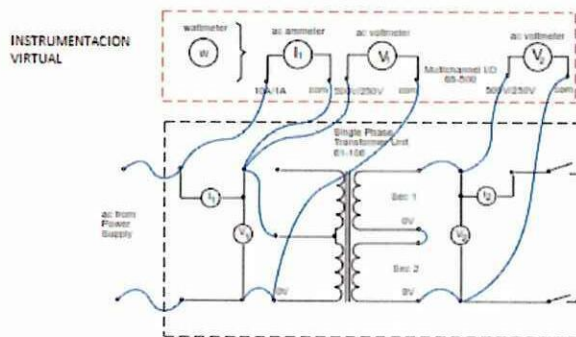 INSTRUMENTACION
VIRTUAL
wattmeter
W
ac ammeter
I1
10A/1A
com
ac voltmeter
V1
500V/250V
com
Multichannel I/O
68-500
ac voltmeter
V2
500V/250V
com
Single Phase
Transformer Unit
61-106
ac from
Power
Supply
I1
V1
0V
Sec. 1
0V
Sec. 2
0V
I2
V2